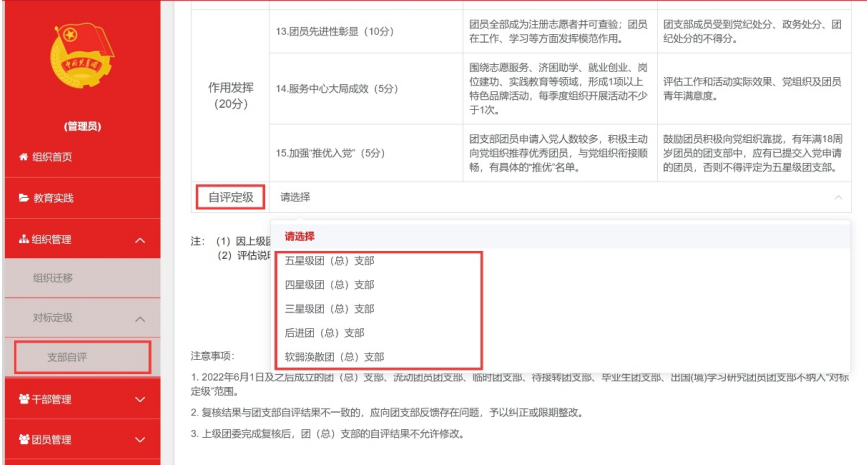 (管理员)
组织首页
教育实践
组织管理
组织迁移
对标定级
支部自评
干部管理
团员管理
作用发挥
（20分）
13.团员先进性彰显（10分）
团员全部成为注册志愿者并可查验；团员
在工作、学习等方面发挥模范作用。
团支部成员受到党纪处分、政务处分、团
纪处分的不得分。
14.服务中心大局成效（5分）
围绕志愿服务、济困助学、就业创业、岗
位建功、实践教育等领域，形成1项以上
特色品牌活动，每季度组织开展活动不少
于1次。
评估工作和活动实际效果、党组织及团员
青年满意度。
15.加强“推优入党”（5分）
团支部团员申请入党人数较多，积极主动
向党组织推荐优秀团员，与党组织衔接顺
畅，有具体的“推优”名单。
鼓励团员积极向党组织靠拢，有年满18周
岁团员的团支部中，应有已提交入党申请
的团员，否则不得评定为五星级团支部。
自评定级
请选择
注：（1）因上级团
（2）评估说明
请选择
五星级团（总）支部
四星级团（总）支部
三星级团（总）支部
后进团（总）支部
软弱涣散团（总）支部
注意事项:
1. 2022年6月1日及之后成立的团（总）支部、流动团员团支部、临时团支部、待接转团支部、毕业生团支部、出国(境)学习研究团员团支部不纳入“对标
定级”范围。
2. 复核结果与团支部自评结果不一致的，应向团支部反馈存在问题，予以纠正或限期整改。
3. 上级团委完成复核后，团（总）支部的自评结果不允许修改。